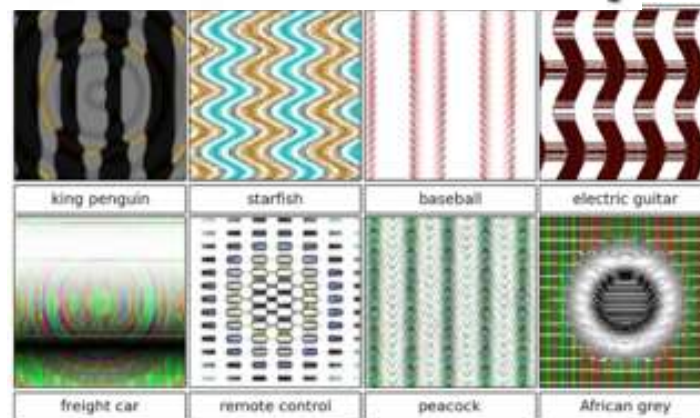 king penguin
starfish
baseball
electric guitar
freight car
remote control
peacock
African grey